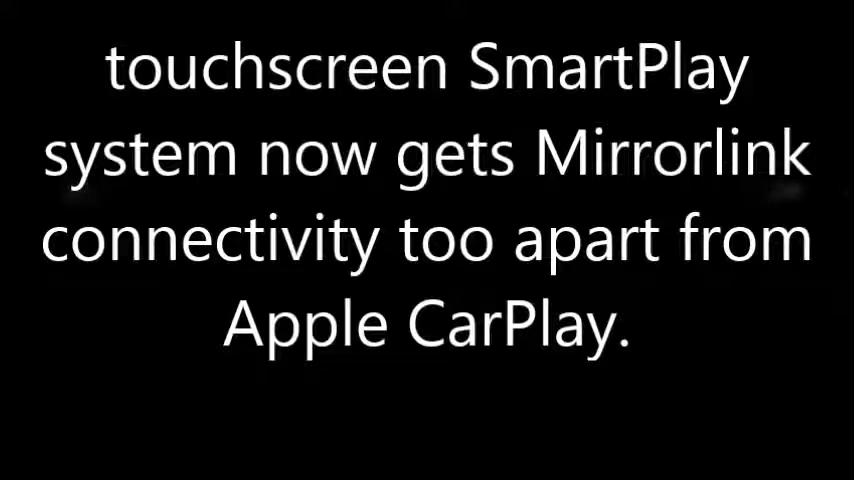 touchscreen SmartPlay
system now gets Mirrorlink
connectivity too apart from
Apple CarPlay.